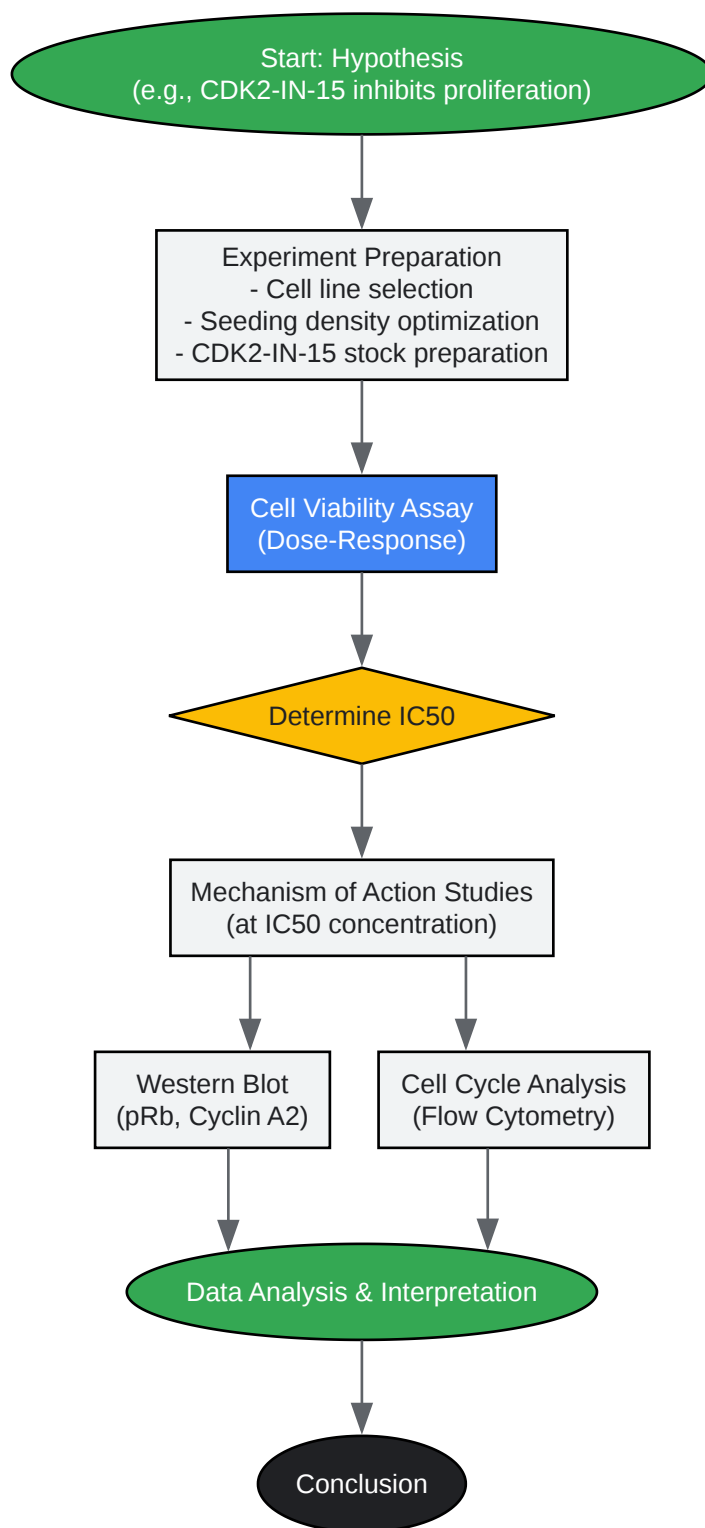 Start: Hypothesis
(e.g., CDK2-IN-15 inhibits proliferation)
Experiment Preparation
- Cell line selection
- Seeding density optimization
- CDK2-IN-15 stock preparation
Cell Viability Assay
(Dose-Response)
Determine IC50
Mechanism of Action Studies
(at IC50 concentration)
Western Blot
(pRb, Cyclin A2)
Cell Cycle Analysis
(Flow Cytometry)
Data Analysis & Interpretation
Conclusion